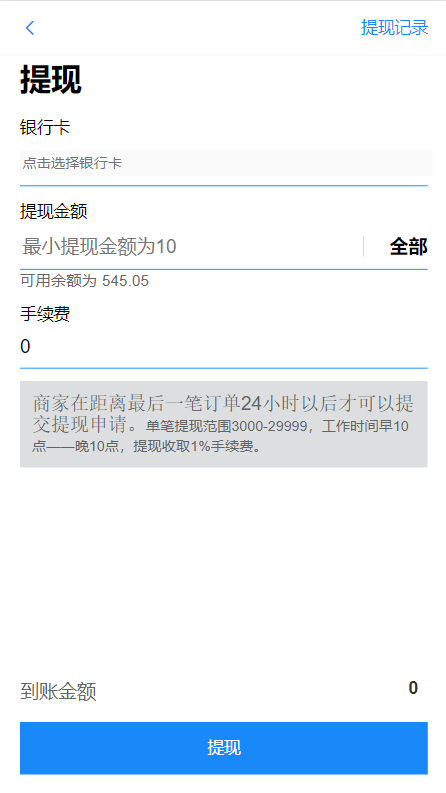 提现记录
提现
银行卡
点击选择银行卡
提现金额
最小提现金额为10
全部
可用余额为 545.05
手续费
0
商家在距离最后一笔订单24小时以后才可以提
交提现申请。单笔提现范围3000-29999，工作时间早10
点——晚10点，提现收取1%手续费。
到账金额
0
提现